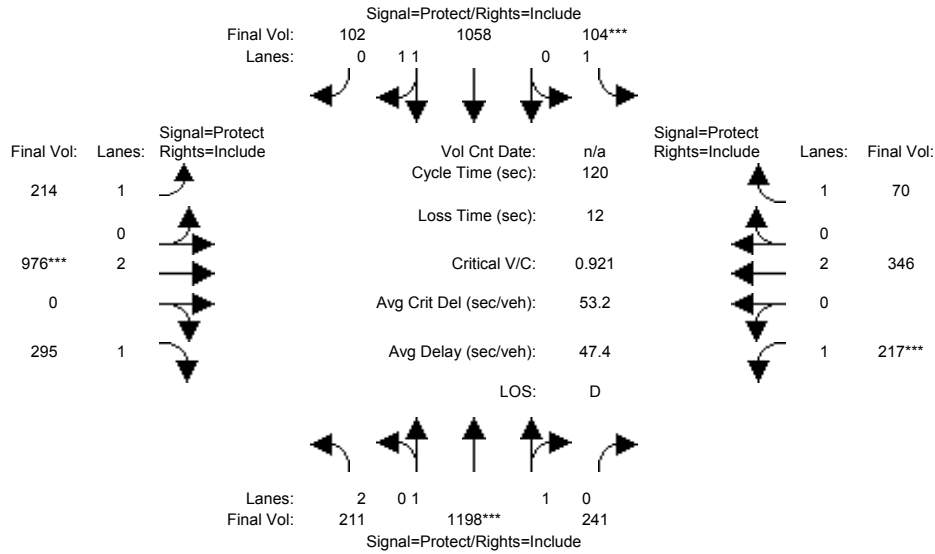 Signal=Protect/Rights=Include
Final Vol: 102 1058 104***
Lanes: 0 1 1 0 1
Signal=Protect Signal=Protect
Final Vol: Lanes: Rights=Include Vol Cnt Date: n/a Rights=Include Lanes: Final Vol:
Cycle Time (sec): 120
214 1 1 70
Loss Time (sec): 12
0 0
976*** 2 Critical V/C: 0.921 2 346
0 Avg Crit Del (sec/veh): 53.2 0
295 1 Avg Delay (sec/veh): 47.4 1 217***
LOS: D
Lanes: 2 0 1 1 0
Final Vol: 211 1198*** 241
Signal=Protect/Rights=Include